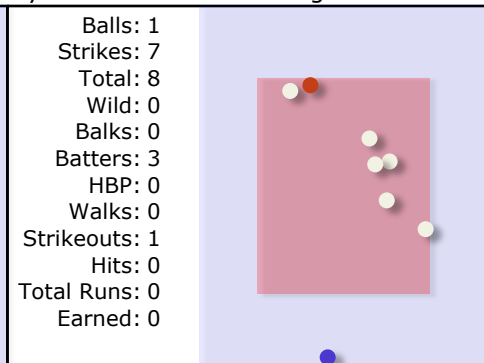 Balls: 1
Strikes: 7
Total: 8
Wild: 0
Balks: 0
Batters: 3
HBP: 0
Walks: 0
Strikeouts: 1
Hits: 0
Total Runs: 0
Earned: 0